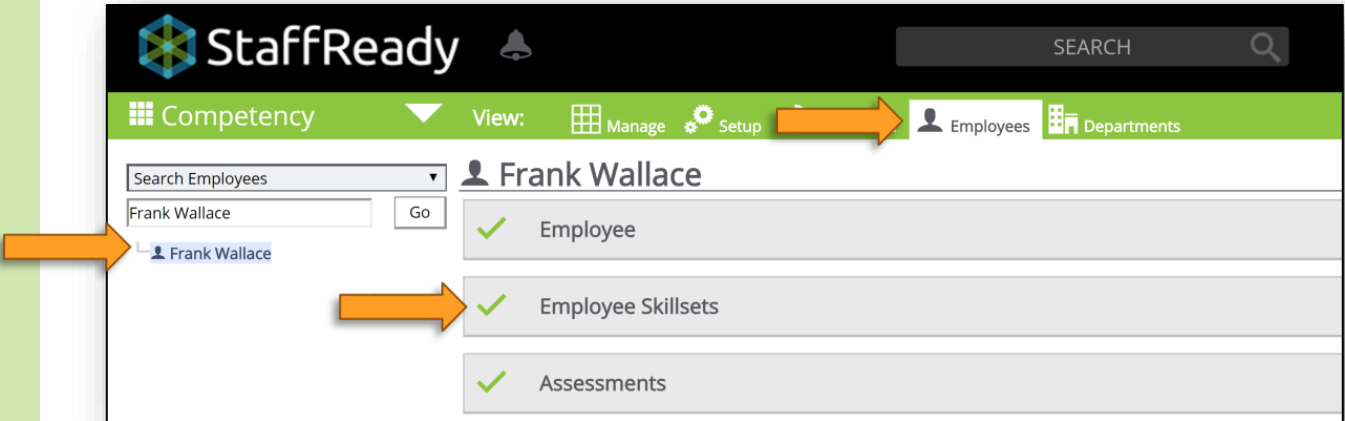 StaffReady
SEARCH
Competency
View:
Manage
Setup
Employees
Departments
Search Employees
Frank Wallace
Go
Frank Wallace
Frank Wallace
Employee
Employee Skillsets
Assessments